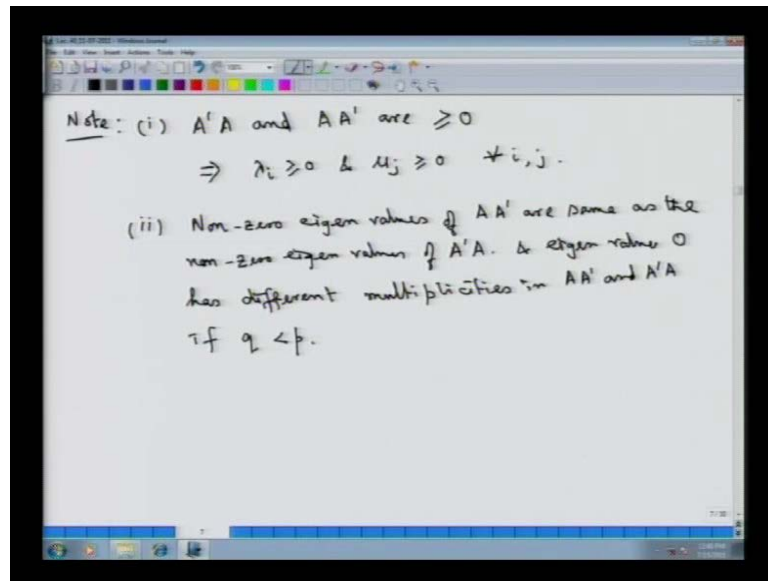 Note: (i) A'A and AA' are ≥ 0
⇒ λi ≥ 0 & μj ≥ 0 ∀ i, j.
(ii) Non-zero eigen values of AA' are same as the
non-zero eigen values of A'A. & eigen value 0
has different multiplicities in AA' and A'A
if q < p.